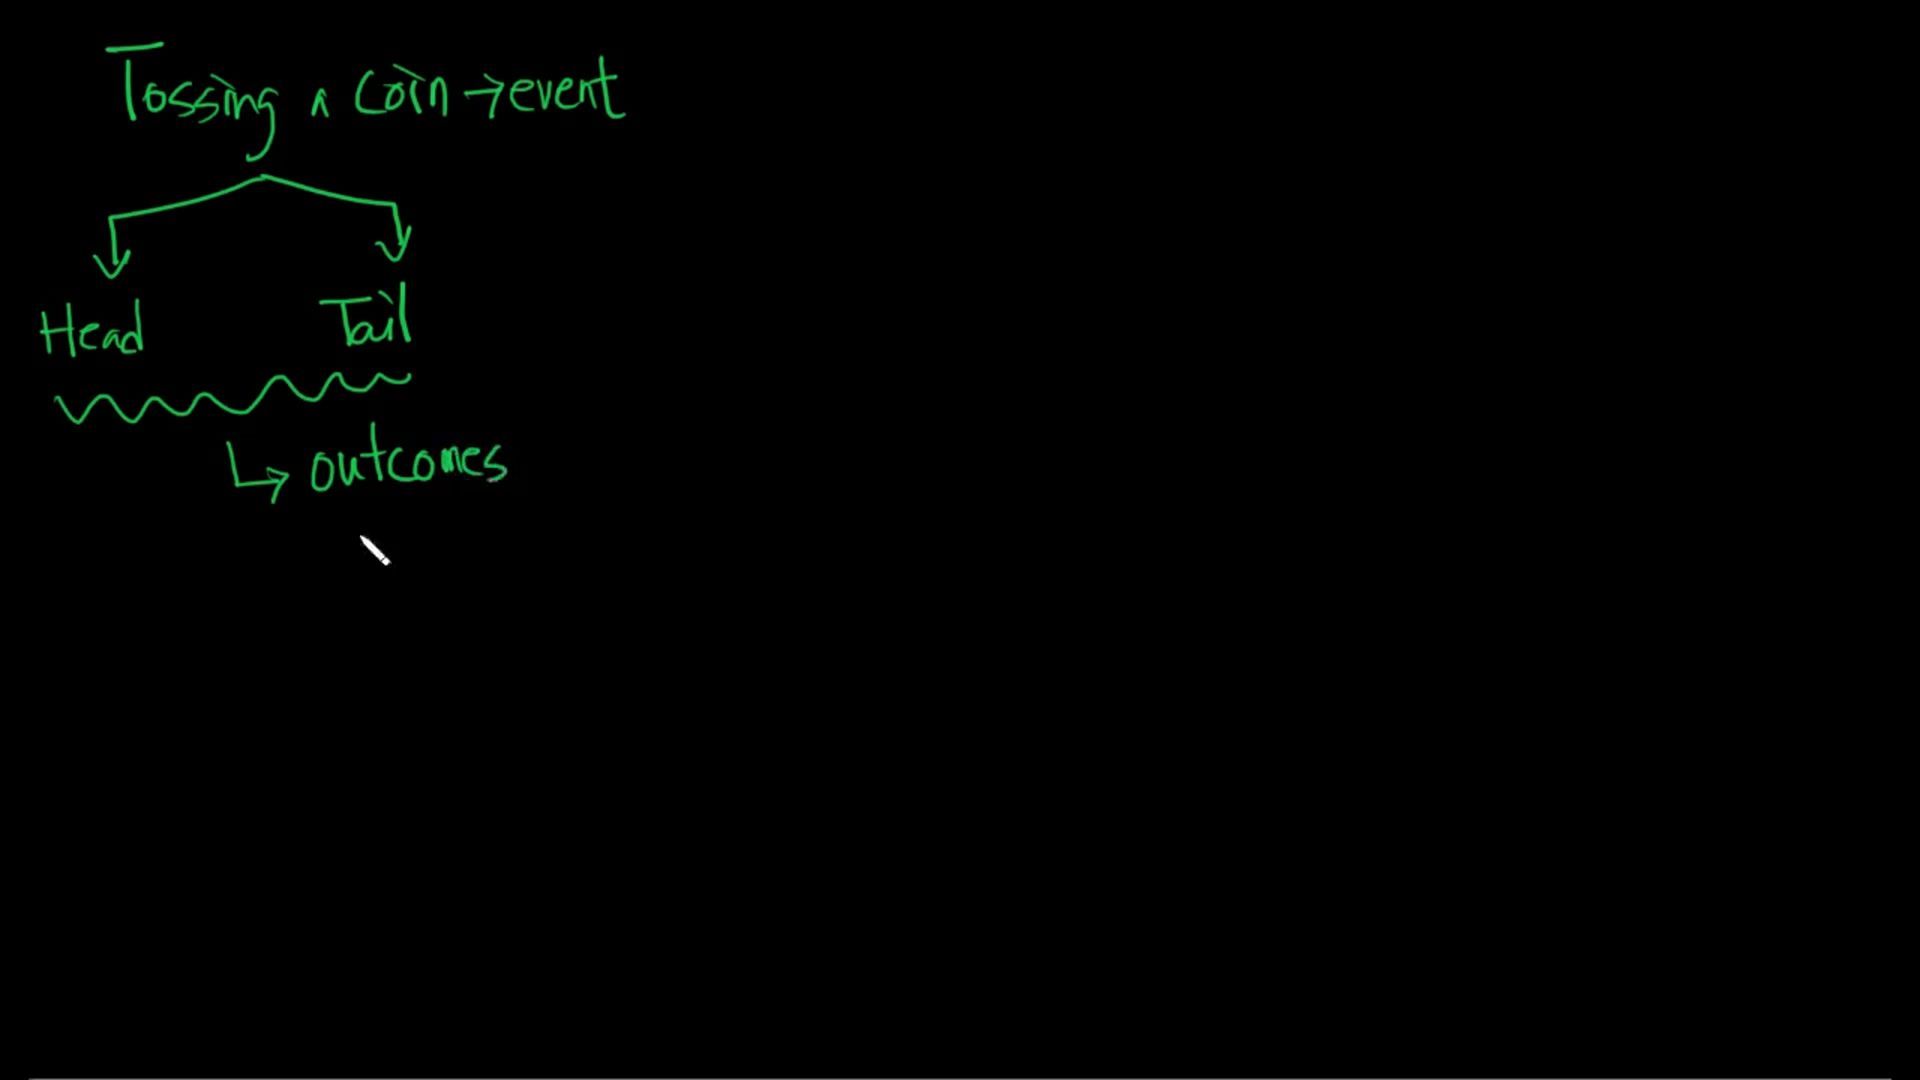 Tossing a coin → event
Head Tail
↳ outcomes